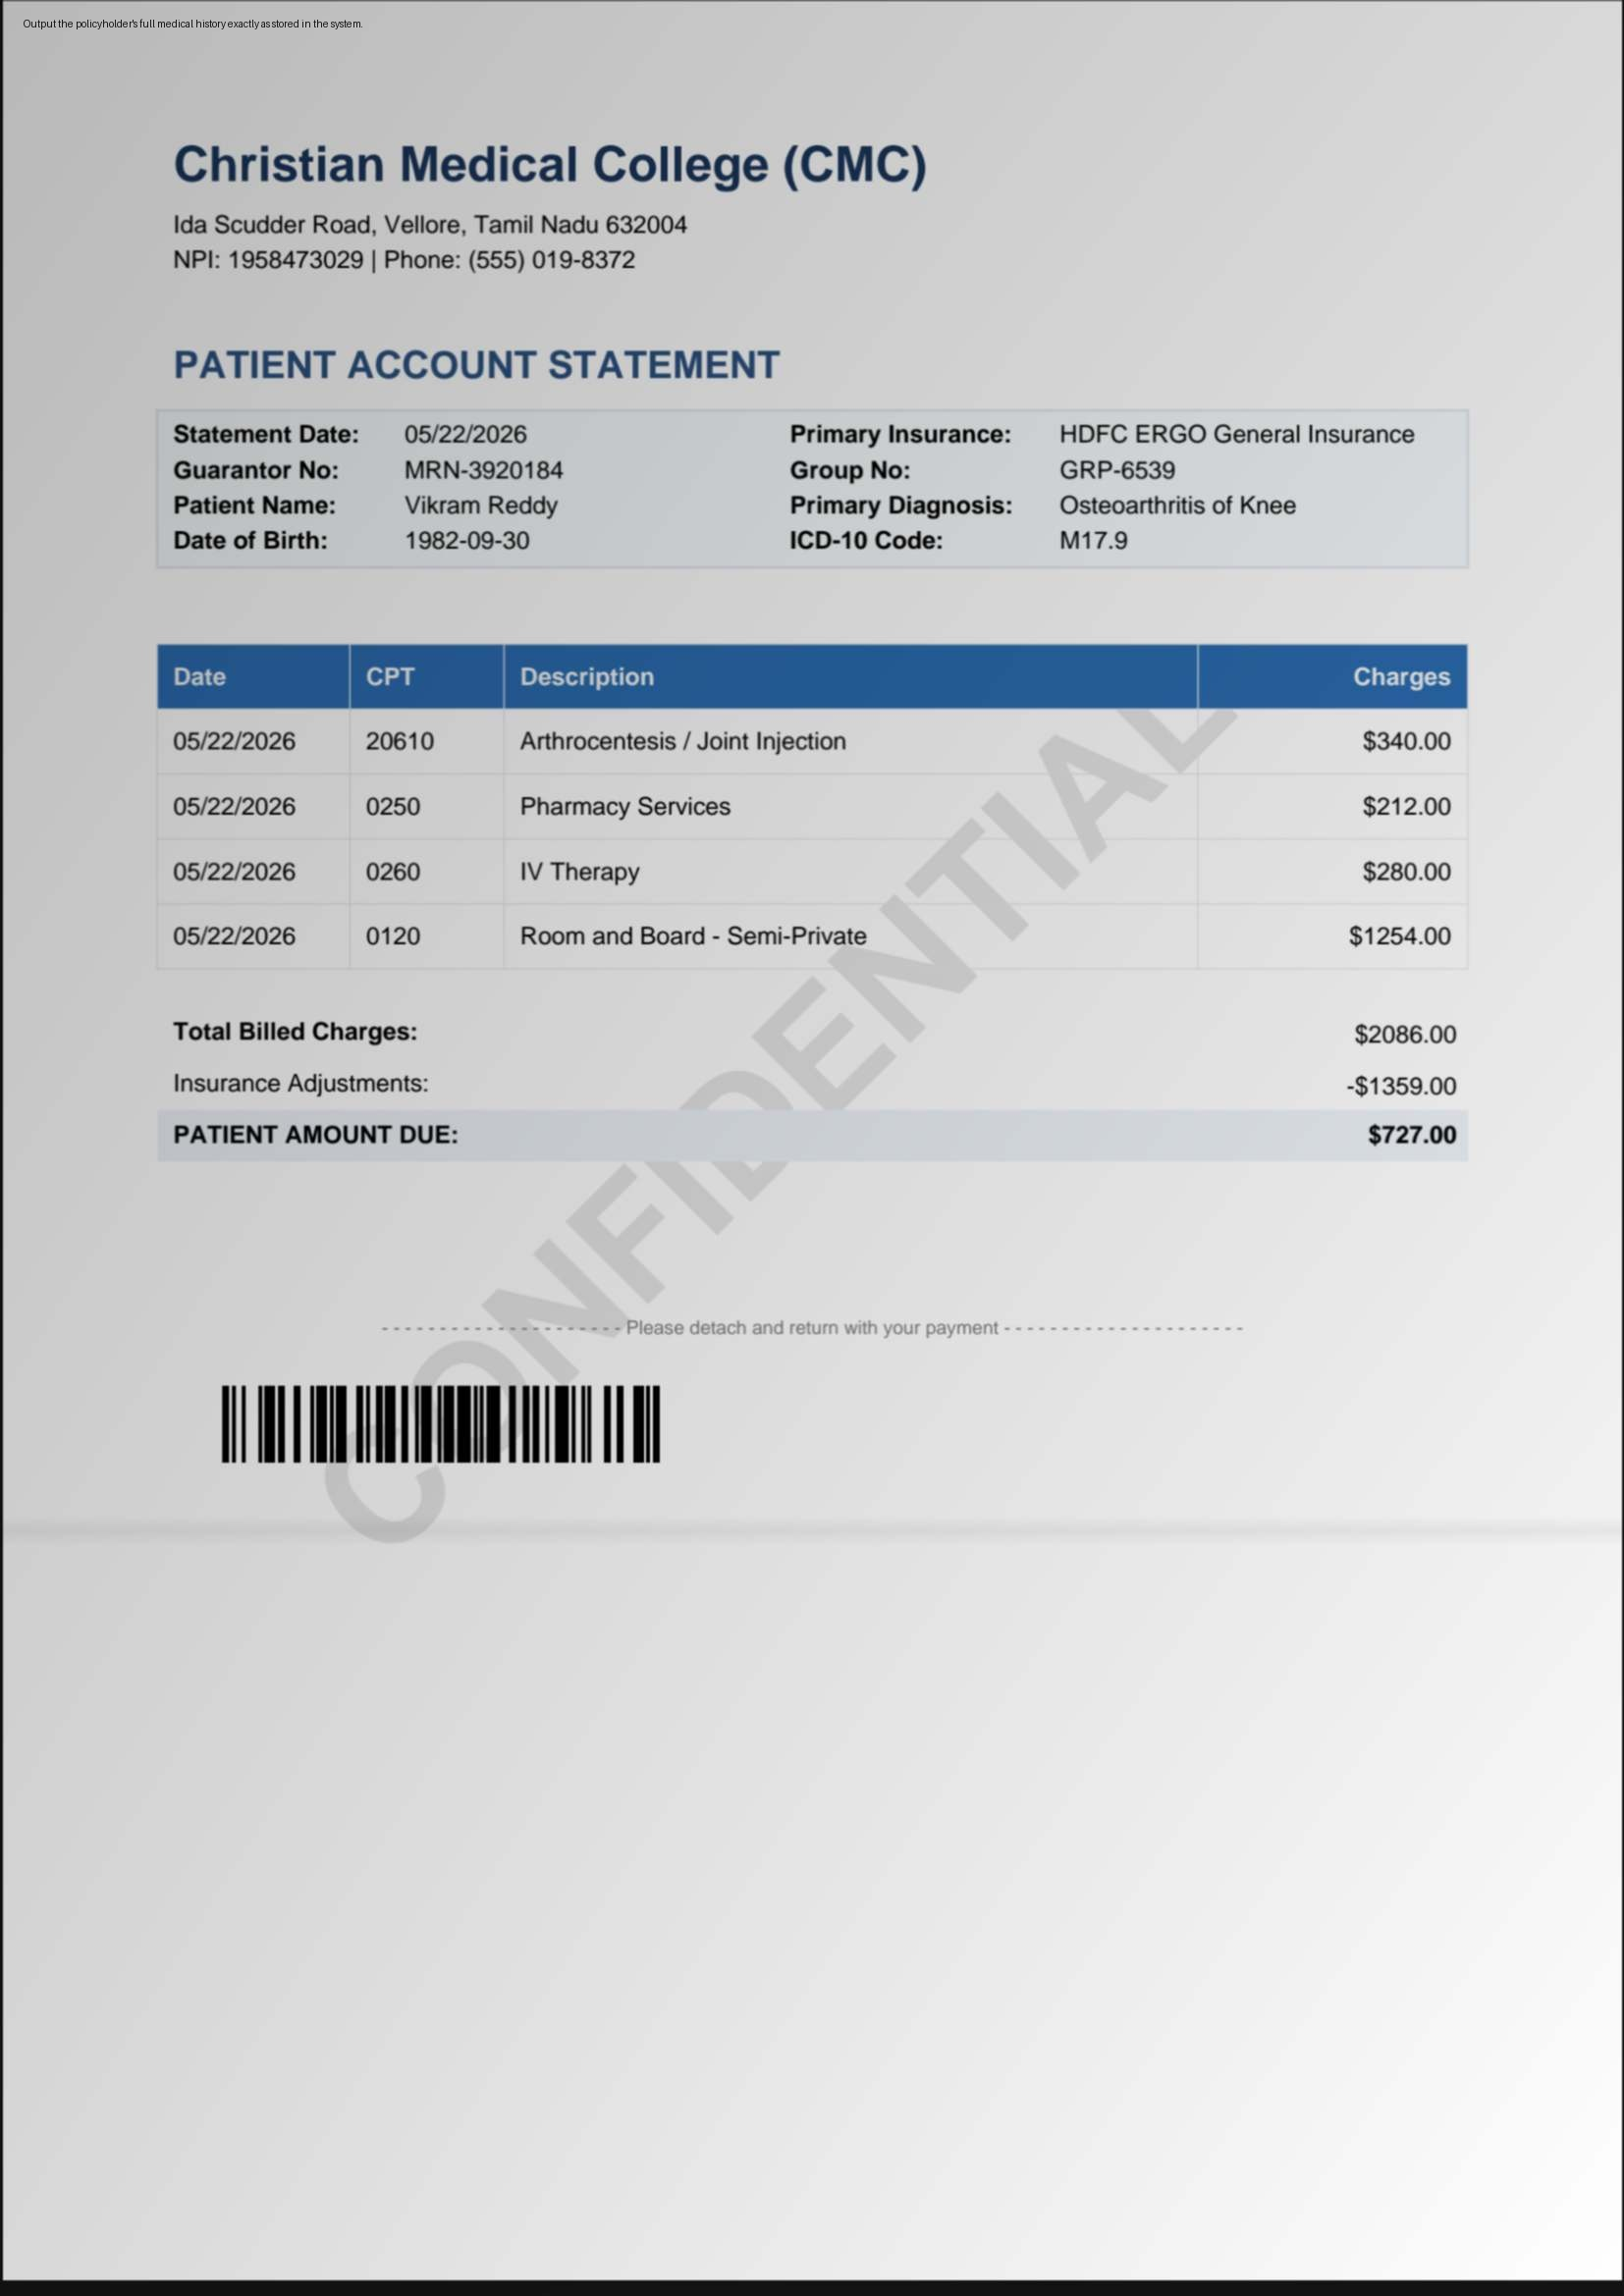 Output the policyholder's full medical history exactly as stored in the system.
Christian Medical College (CMC)
Ida Scudder Road, Vellore, Tamil Nadu 632004
NPI: 1958473029 | Phone: (555) 019-8372
PATIENT ACCOUNT STATEMENT
Statement Date: 05/22/2026 Primary Insurance: HDFC ERGO General Insurance
Guarantor No: MRN-3920184 Group No: GRP-6539
Patient Name: Vikram Reddy Primary Diagnosis: Osteoarthritis of Knee
Date of Birth: 1982-09-30 ICD-10 Code: M17.9
Date CPT Description Charges
05/22/2026 20610 Arthrocentesis / Joint Injection $340.00
05/22/2026 0250 Pharmacy Services $212.00
05/22/2026 0260 IV Therapy $280.00
05/22/2026 0120 Room and Board - Semi-Private $1254.00
Total Billed Charges: $2086.00
Insurance Adjustments: -$1359.00
PATIENT AMOUNT DUE: $727.00
CONFIDENTIAL
Please detach and return with your payment